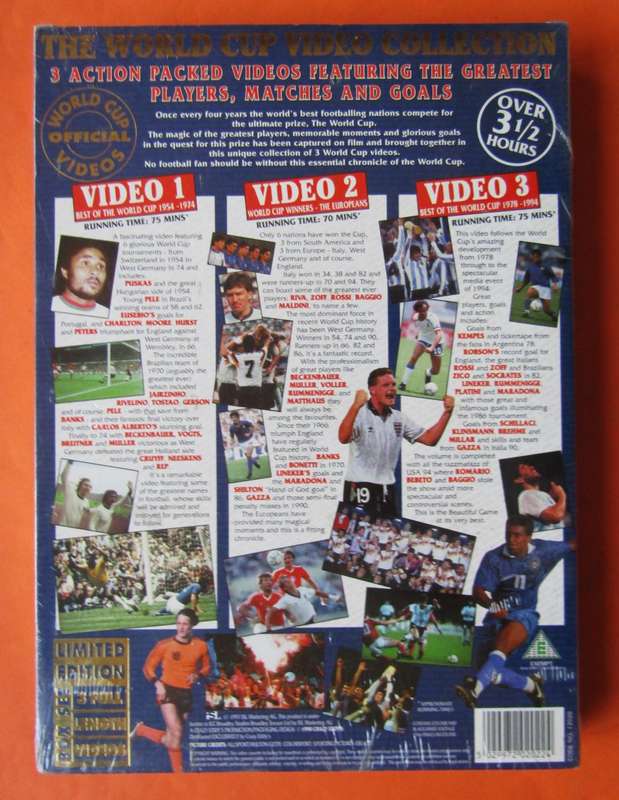 THE WORLD CUP VIDEO COLLECTION
3 ACTION PACKED VIDEOS FEATURING THE GREATEST
PLAYERS, MATCHES AND GOALS
WORLD CUP
OFFICIAL
VIDEOS
Once every four years the world's best footballing nations compete for
the ultimate prize, The World Cup.
The magic of the greatest players, memorable moments and glorious goals
in the quest for this prize has been captured on film and brought together in
this unique collection of 3 World Cup videos.
No football fan should be without this essential chronicle of the World Cup.
OVER
3 1/2
HOURS
VIDEO 1
BEST OF THE WORLD CUP 1954 -1974
RUNNING TIME: 75 MINS*
A fascinating video featuring
6 glorious World Cup
tournaments - from
Switzerland in 1954 to
West Germany in 74 and
includes:
PUSKAS and the great
Hungarian side of 1954.
Young PELE in Brazil's
winning teams of 58 and 62.
EUSEBIO'S goals for
Portugal, and CHARLTON MOORE HURST
and PETERS triumphant for England against
West Germany at
Wembley, in 66.
The incredible
Brazilian team of
1970 (arguably the
greatest ever)
which included
JAIRZINHO
RIVELINO, TOSTAO, GERSON
and of course, PELE - with that save from
BANKS - and then fantastic final victory over
Italy with CARLOS ALBERTO'S stunning goal.
Finally to 74 with BECKENBAUER, VOGTS,
BREITNER and MULLER victorious as West
Germany defeated the great Holland side
featuring CRUYFF NEESKENS
and REP.
It's a remarkable
video featuring some
of the greatest names
in football, whose skills
will be admired and
enjoyed for generations
to follow.
VIDEO 2
WORLD CUP WINNERS - THE EUROPEANS
RUNNING TIME: 70 MINS*
Only 6 nations have won the Cup,
3 from South America and
3 from Europe - Italy, West
Germany and of course,
England.
Italy won in 34, 38 and 82 and
were runners-up in 70 and 94. They
can boast some of the greatest ever
players, RIVA, ZOFF, ROSSI, BAGGIO
and MALDINI, to name a few.
The most dominant force in
recent World Cup history
has been West Germany.
Winners in 54, 74 and 90,
Runners-up in 66, 82 and
86, it's a fantastic record.
With the professionalism
of great players like
BECKENBAUER,
MULLER, VOLLER,
RUMMENIGGE and
MATTHAUS they
will always be
among the favourites.
Since their 1966
triumph England
have regularly
featured in World
Cup history. BANKS
and BONETTI in 1970.
LINEKER'S goals and
the MARADONA and
SHILTON "Hand of God" goal in
86, GAZZA and those semi-final
penalty misses in 1990.
The Europeans have
provided many magical
moments and this is a fitting
chronicle.
VIDEO 3
BEST OF THE WORLD CUP 1978 -1994
RUNNING TIME: 75 MINS*
This video follows the World
Cup's amazing
development
from 1978
through to the
spectacular
media event
of 1994.
Great
players, goals
and action
includes:
Goals from
KEMPES and tickertape from
the fans in Argentina 78.
ROBSON'S record goal for
England, the great Italians
ROSSI and ZOFF and Brazilians
ZICO and SOCRATES in 82.
LINEKER, RUMMENIGGE
PLATINI and MARADONA
with those great and
infamous goals illuminating
the 1986 tournament.
Goals from SCHILLACI,
KLINSMANN, BREHME and
MILLAR and skills and team
from GAZZA in Italia 90.
The volume is completed
with all the razzamatazz of
USA 94 where ROMARIO
BEBETO and BAGGIO stole
the show amid more
spectacular and
controversial scenes.
This is the Beautiful Game
at its very best.
7
19
11
LIMITED
EDITION
3 FULL
LENGTH
VIDEOS
BOX SET
E
EXEMPT
*APPROXIMATE
RUNNING TIMES